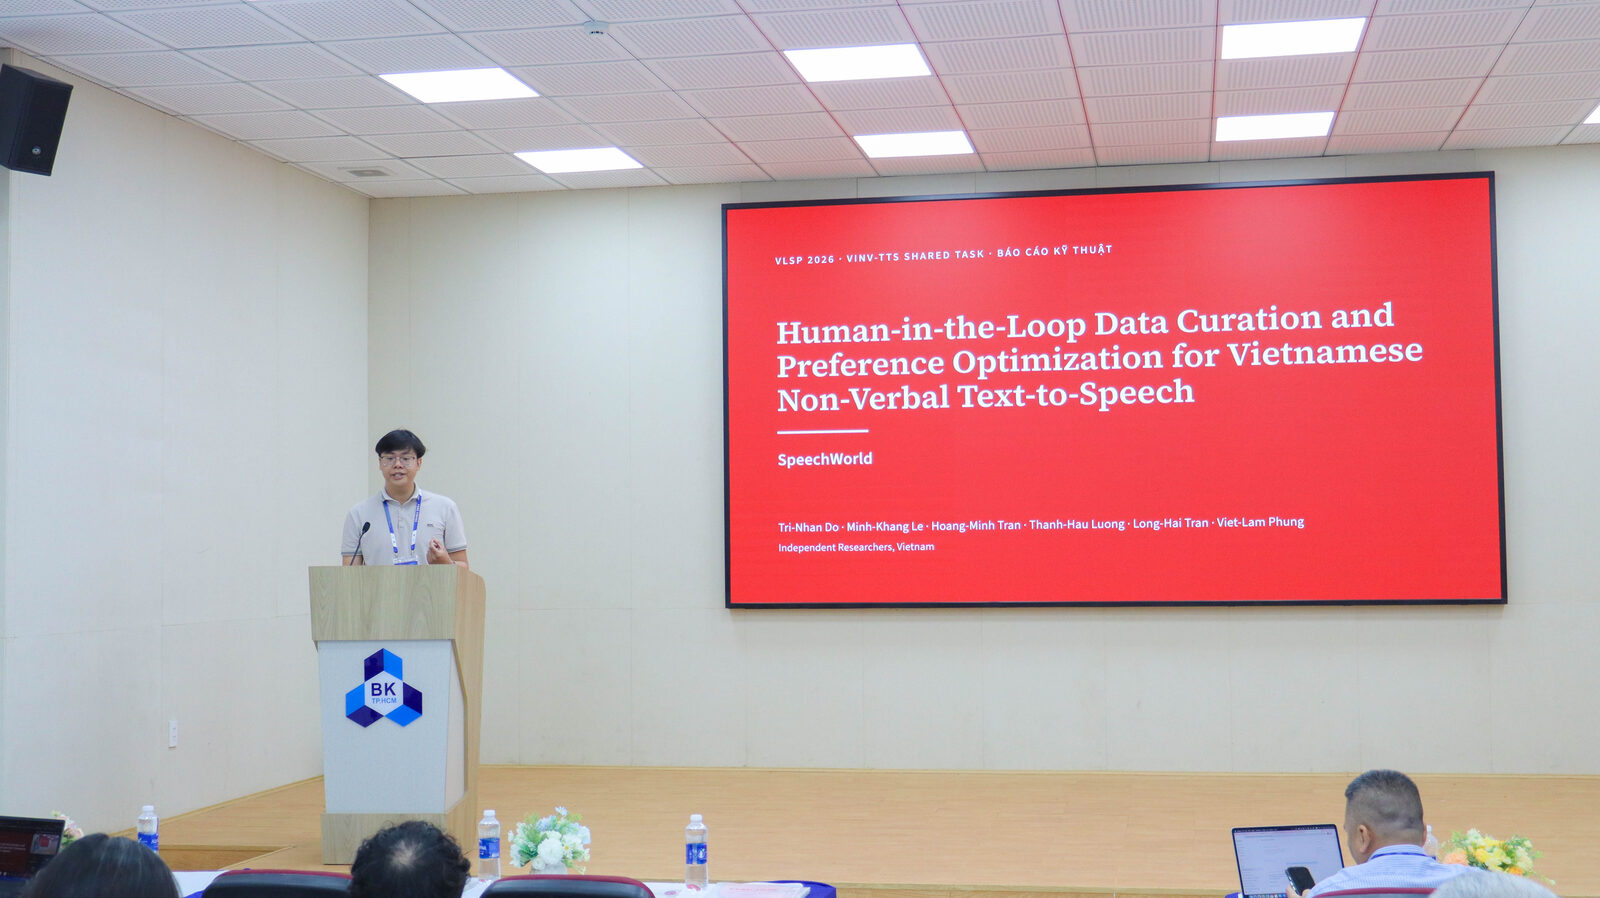 VLSP 2026 · VINV-TTS SHARED TASK · BÁO CÁO KỸ THUẬT
Human-in-the-Loop Data Curation and
Preference Optimization for Vietnamese
Non-Verbal Text-to-Speech
SpeechWorld
Tri-Nhan Do · Minh-Khang Le · Hoang-Minh Tran · Thanh-Hau Luong · Long-Hai Tran · Viet-Lam Phung
Independent Researchers, Vietnam
BK
TP.HCM